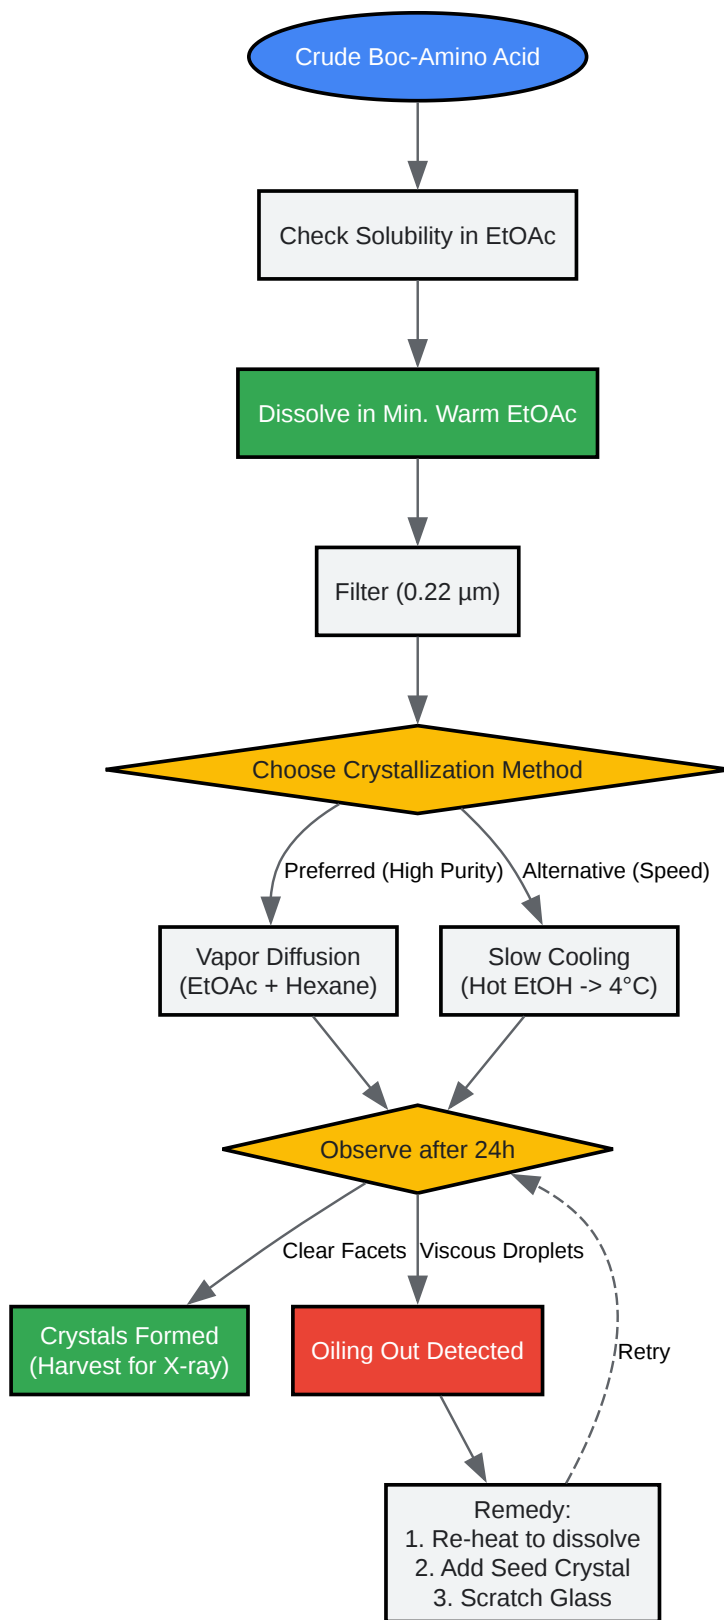 Crude Boc-Amino Acid
Check Solubility in EtOAc
Dissolve in Min. Warm EtOAc
Filter (0.22 µm)
Choose Crystallization Method
Preferred (High Purity)
Alternative (Speed)
Vapor Diffusion
(EtOAc + Hexane)
Slow Cooling
(Hot EtOH -> 4°C)
Observe after 24h
Clear Facets
Viscous Droplets
Crystals Formed
(Harvest for X-ray)
Oiling Out Detected
Retry
Remedy:
1. Re-heat to dissolve
2. Add Seed Crystal
3. Scratch Glass